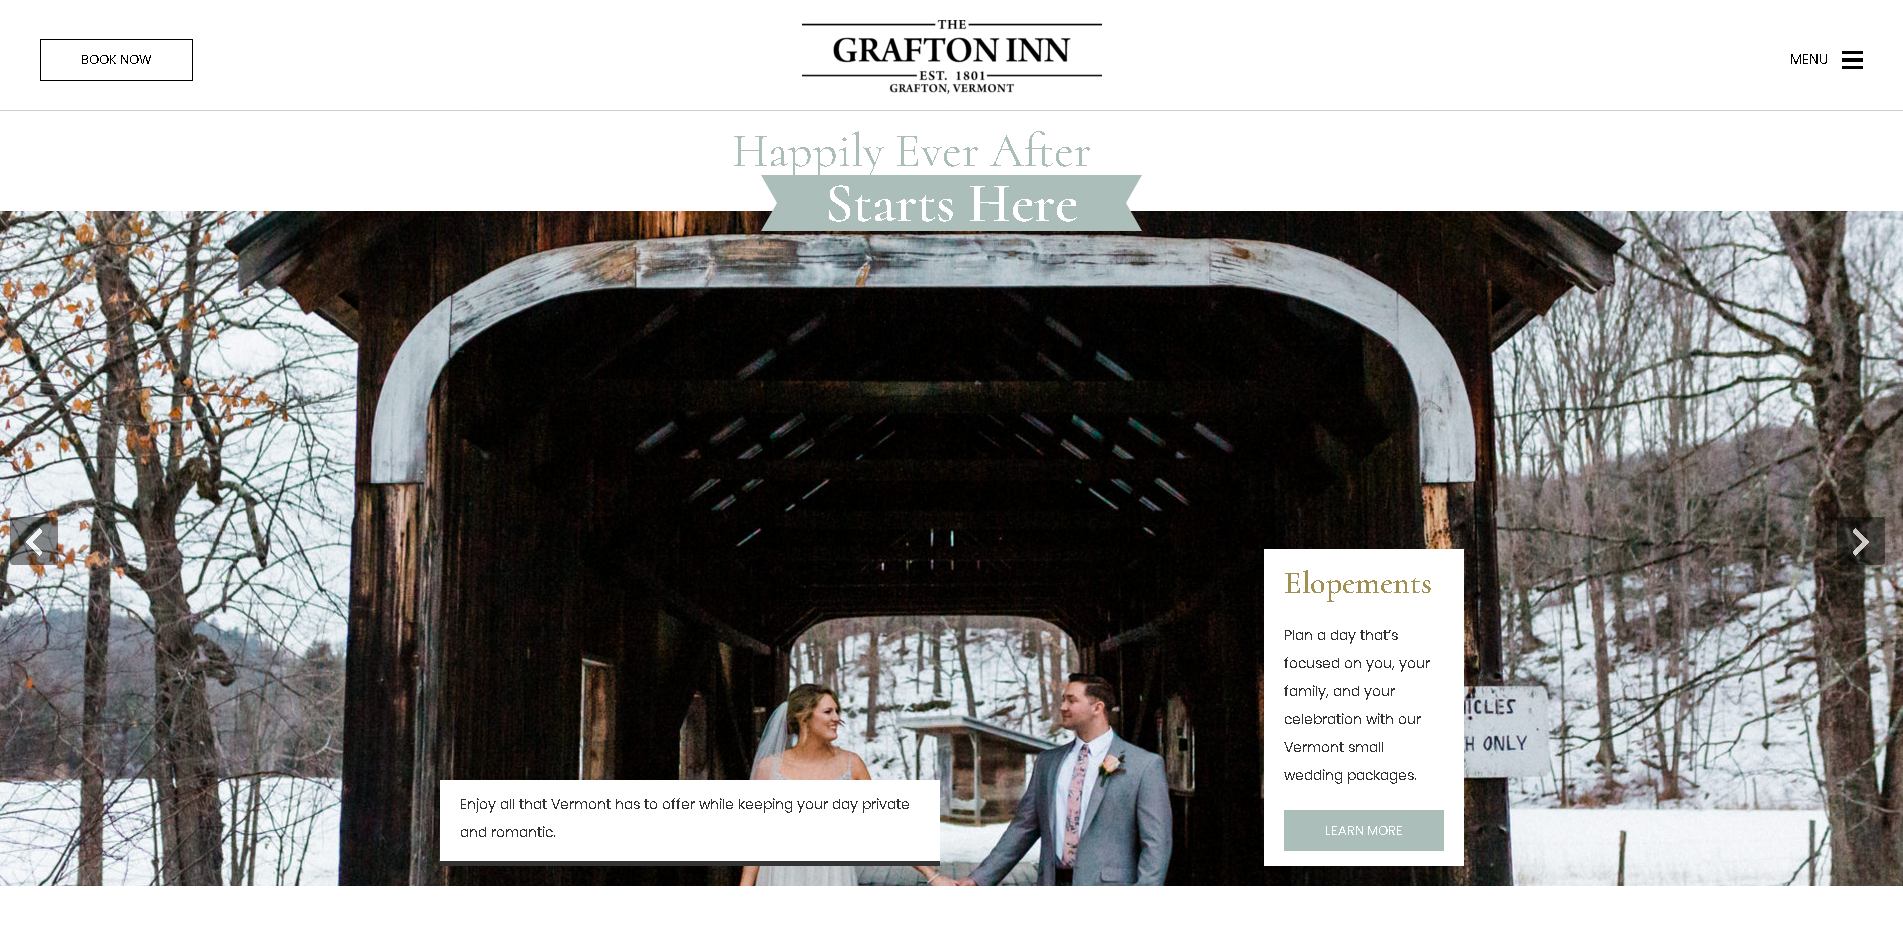 BOOK NOW
THE
GRAFTON INN
EST. 1801
GRAFTON, VERMONT
MENU
Happily Ever After
Starts Here
Elopements
Plan a day that's
focused on you, your
family, and your
celebration with our
Vermont small
wedding packages.
LEARN MORE
ONLY
Enjoy all that Vermont has to offer while keeping your day private
and romantic.